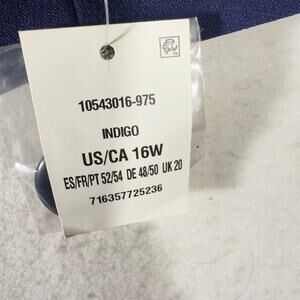 10543016-975
INDIGO
US/CA 16W
ES/FR/PT 52/54 DE 48/50 UK 20
716357725236